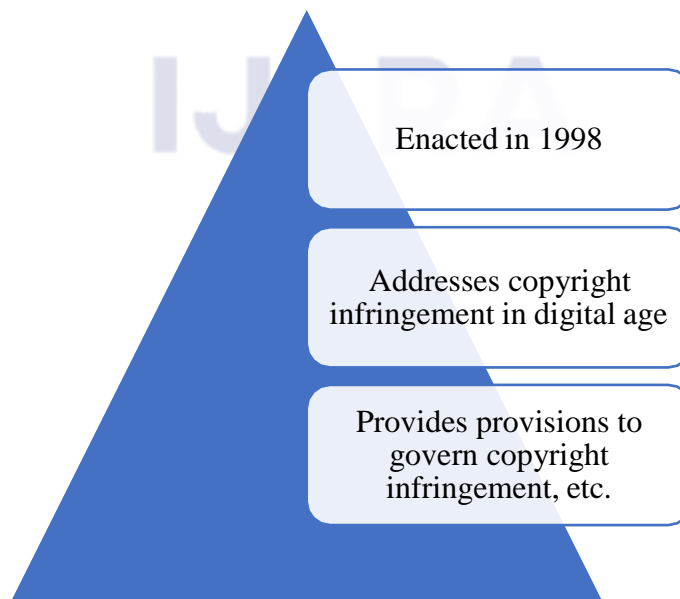 Enacted in 1998
Addresses copyright
infringement in digital age
Provides provisions to
govern copyright
infringement, etc.